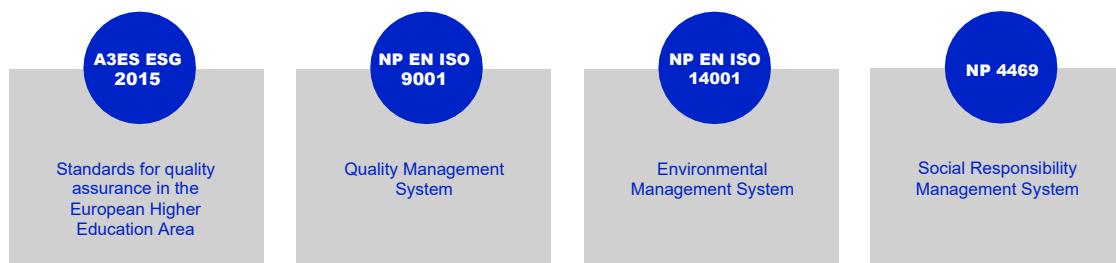 A3ES ESG
2015
Standards for quality
assurance in the
European Higher
Education Area
NP EN ISO
9001
Quality Management
System
NP EN ISO
14001
Environmental
Management System
NP 4469
Social Responsibility
Management System